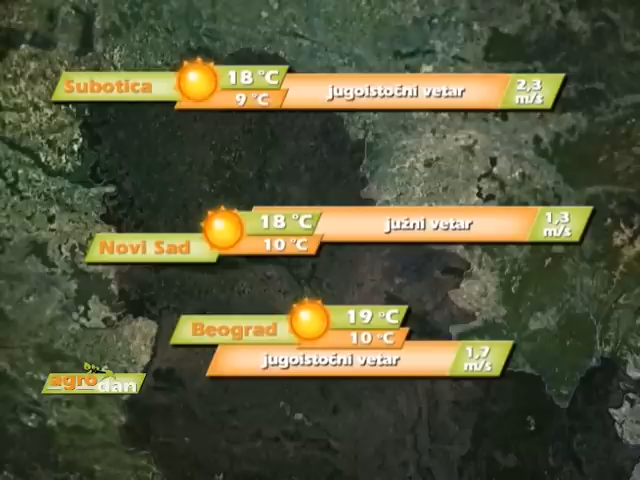 Subotica
18 °C
9 °C
jugoistočni vetar
2,3
m/s
Novi Sad
18 °C
10 °C
južni vetar
1,3
m/s
Beograd
19 °C
10 °C
jugoistočni vetar
1,7
m/s
agro
dan